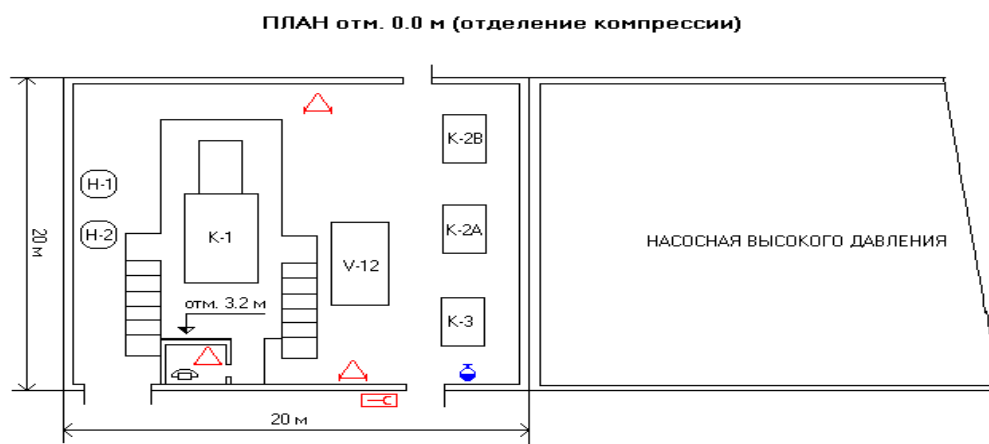 ПЛАН отм. 0.0 м (отделение компрессии)
К-2В
Н-1
Н-2
К-1
К-2А
НАСОСНАЯ ВЫСОКОГО ДАВЛЕНИЯ
20 м
V-12
отм. 3.2 м
К-3
20 м